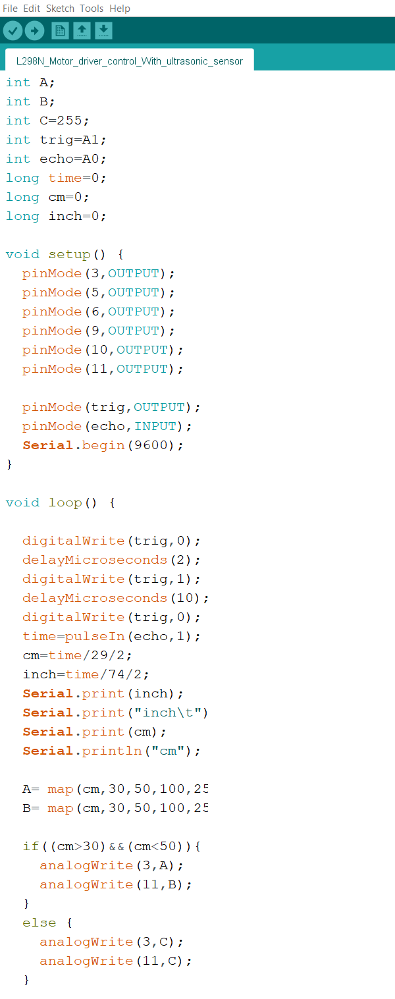 File Edit Sketch Tools Help
L298N_Motor_driver_control_With_ultrasonic_sensor
int A;
int B;
int C=255;
int trig=A1;
int echo=A0;
long time=0;
long cm=0;
long inch=0;
void setup() {
pinMode(3,OUTPUT);
pinMode(5,OUTPUT);
pinMode(6,OUTPUT);
pinMode(9,OUTPUT);
pinMode(10,OUTPUT);
pinMode(11,OUTPUT);
pinMode(trig,OUTPUT);
pinMode(echo,INPUT);
Serial.begin(9600);
}
void loop() {
digitalWrite(trig,0);
delayMicroseconds(2);
digitalWrite(trig,1);
delayMicroseconds(10);
digitalWrite(trig,0);
time=pulseIn(echo,1);
cm=time/29/2;
inch=time/74/2;
Serial.print(inch);
Serial.print("inch\t")
Serial.print(cm);
Serial.println("cm");
A= map(cm,30,50,100,25
B= map(cm,30,50,100,25
if((cm>30)&&(cm<50)){
analogWrite(3,A);
analogWrite(11,B);
}
else {
analogWrite(3,C);
analogWrite(11,C);
}